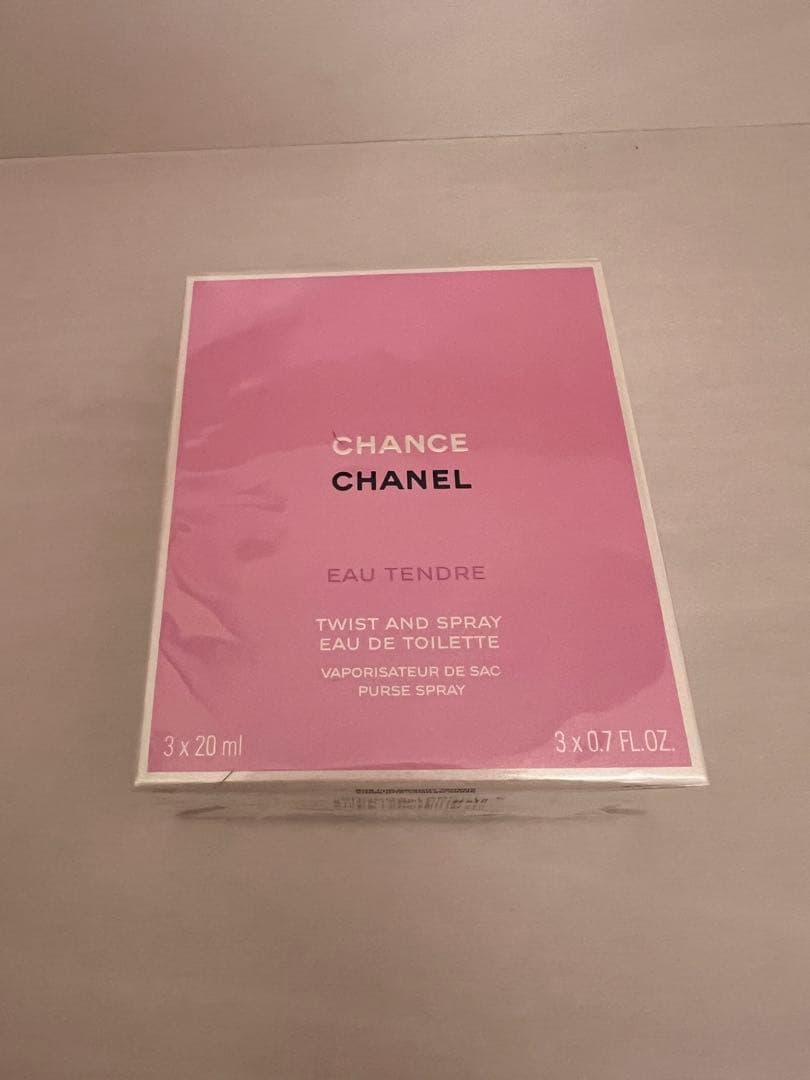 CHANCE
CHANEL
EAU TENDRE
TWIST AND SPRAY
EAU DE TOILETTE
VAPORISATEUR DE SAC
PURSE SPRAY
3 x 20 ml
3 x 0.7 FL.OZ.